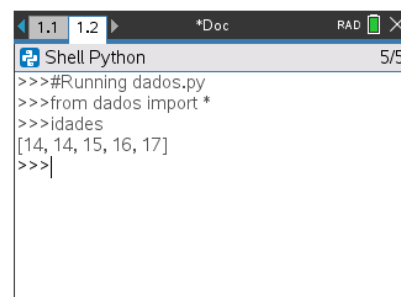 1.1 1.2 *Doc RAD
Shell Python 5/5
>>>#Running dados.py
>>>from dados import *
>>>idades
[14, 14, 15, 16, 17]
>>>